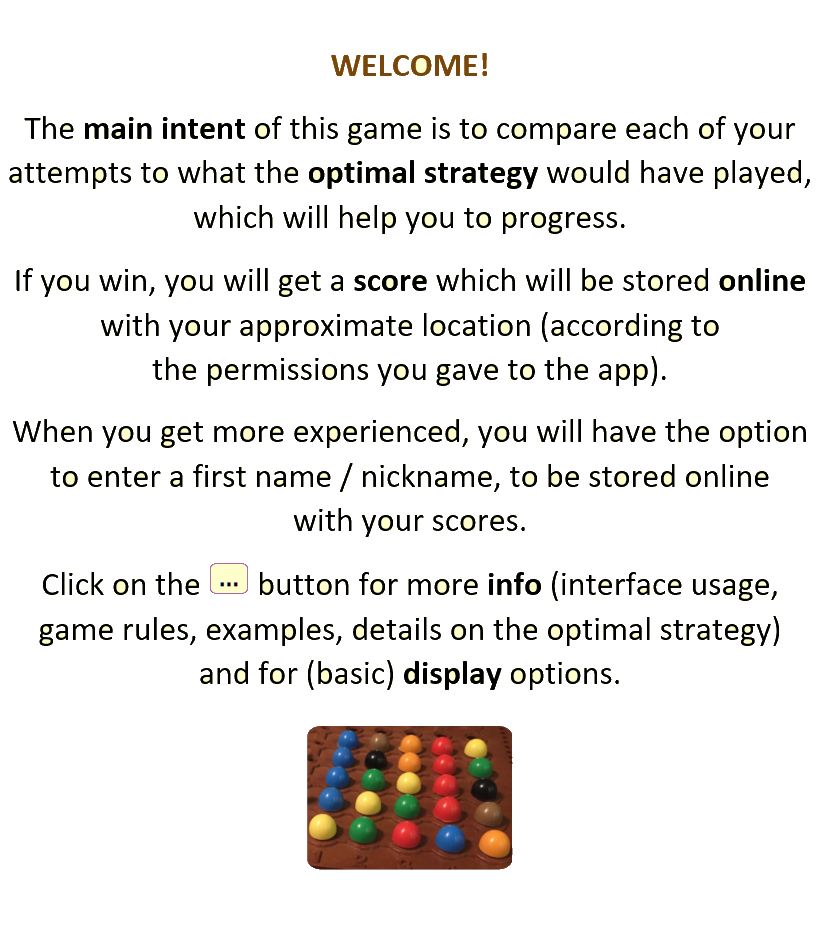 WELCOME!
The main intent of this game is to compare each of your
attempts to what the optimal strategy would have played,
which will help you to progress.
If you win, you will get a score which will be stored online
with your approximate location (according to
the permissions you gave to the app).
When you get more experienced, you will have the option
to enter a first name / nickname, to be stored online
with your scores.
Click on the ... button for more info (interface usage,
game rules, examples, details on the optimal strategy)
and for (basic) display options.
1 2 3